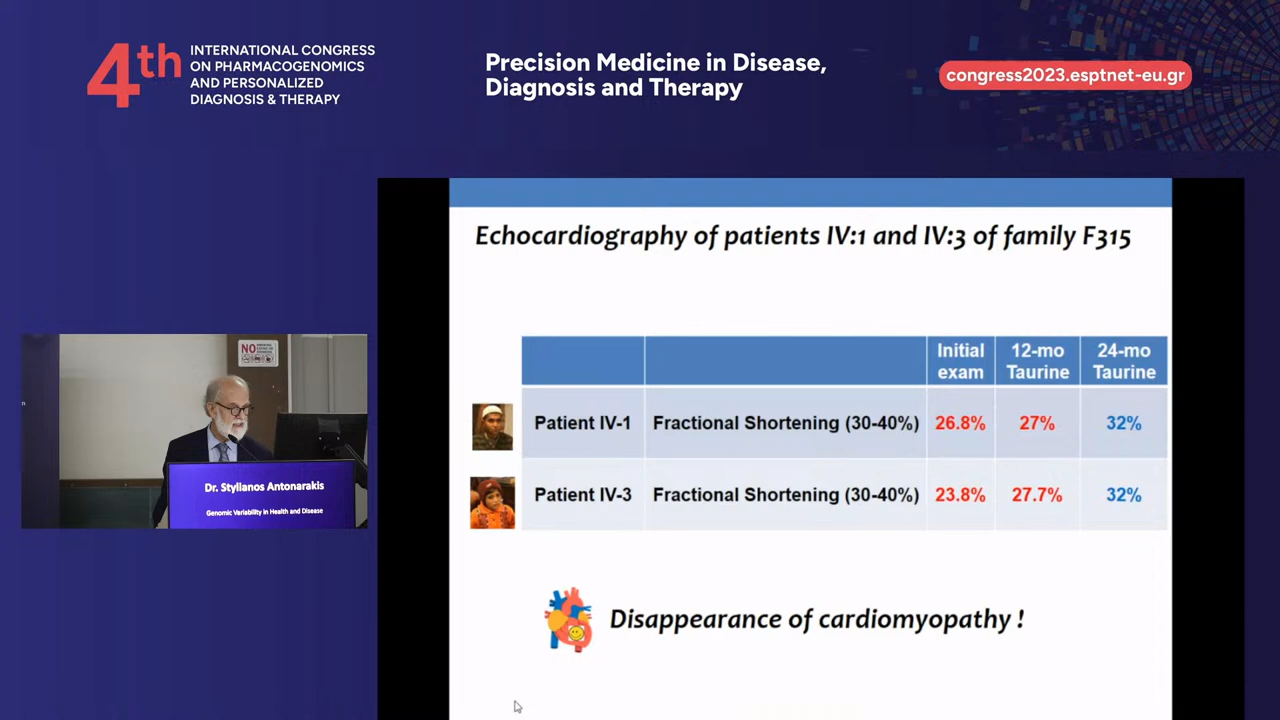 4th
INTERNATIONAL CONGRESS
ON PHARMACOGENOMICS
AND PERSONALIZED
DIAGNOSIS & THERAPY
Precision Medicine in Disease,
Diagnosis and Therapy
congress2023.esptnet-eu.gr
Echocardiography of patients IV:1 and IV:3 of family F315
Initial exam 12-mo Taurine 24-mo Taurine
Patient IV-1 Fractional Shortening (30-40%) 26.8% 27% 32%
Patient IV-3 Fractional Shortening (30-40%) 23.8% 27.7% 32%
Disappearance of cardiomyopathy !
NO
Dr. Stylianos Antonarakis
Genomic Variability in Health and Disease